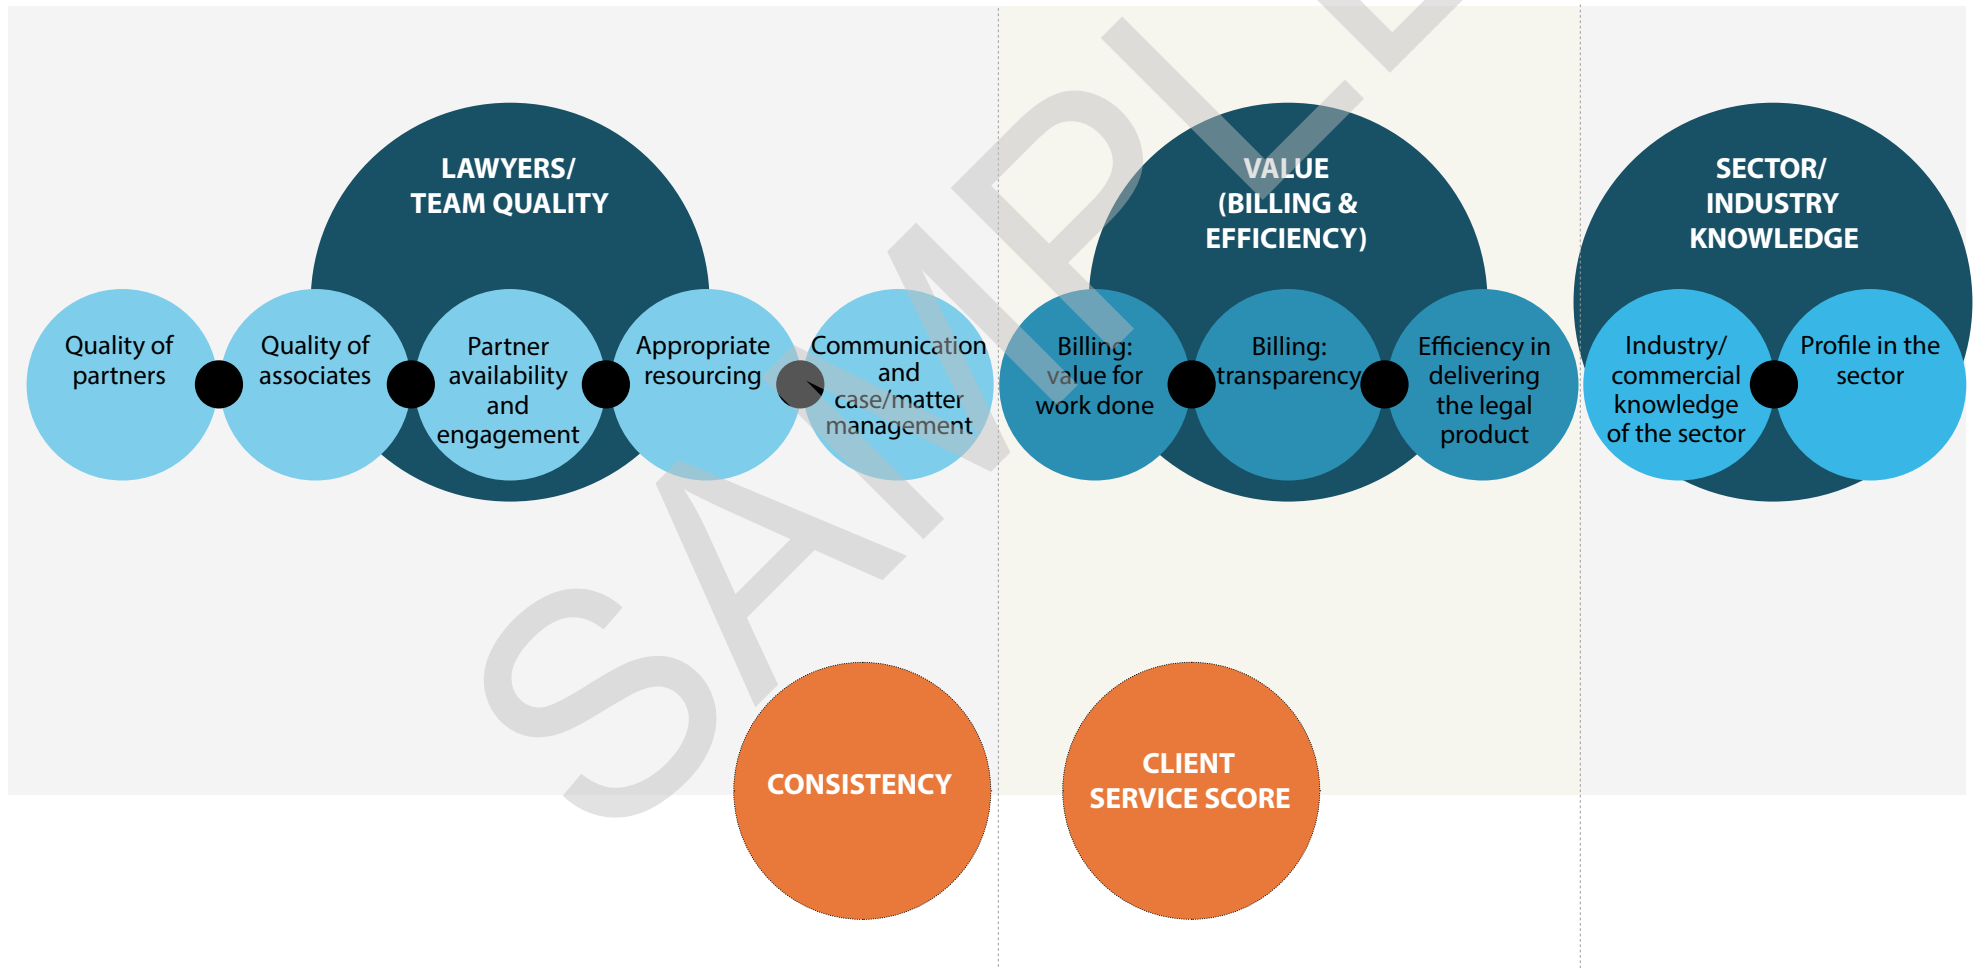 LAWYERS/
TEAM QUALITY
VALUE
(BILLING &
EFFICIENCY)
SECTOR/
INDUSTRY
KNOWLEDGE
Quality of
partners
Quality of
associates
Partner
availability
and
engagement
Appropriate
resourcing
Communication
and
case/matter
management
Billing:
value for
work done
Billing:
transparency
Efficiency in
delivering
the legal
product
Industry/
commercial
knowledge
of the sector
Profile in the
sector
CONSISTENCY
CLIENT
SERVICE SCORE
SAMPLE